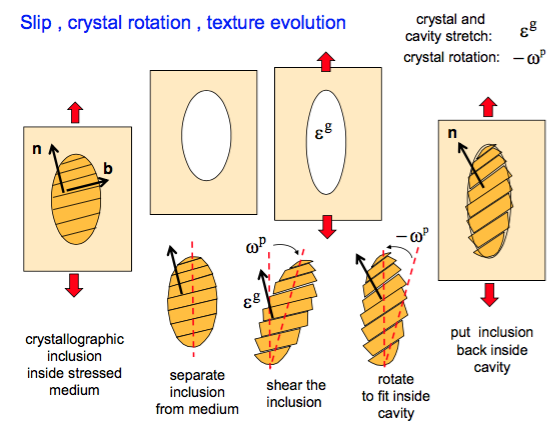 Slip , crystal rotation , texture evolution
crystal and
cavity stretch: εᵍ
crystal rotation: −ωᵖ
n
b
εᵍ
n
ωᵖ
εᵍ
−ωᵖ
crystallographic
inclusion
inside stressed
medium
separate
inclusion
from medium
shear the
inclusion
rotate
to fit inside
cavity
put inclusion
back inside
cavity